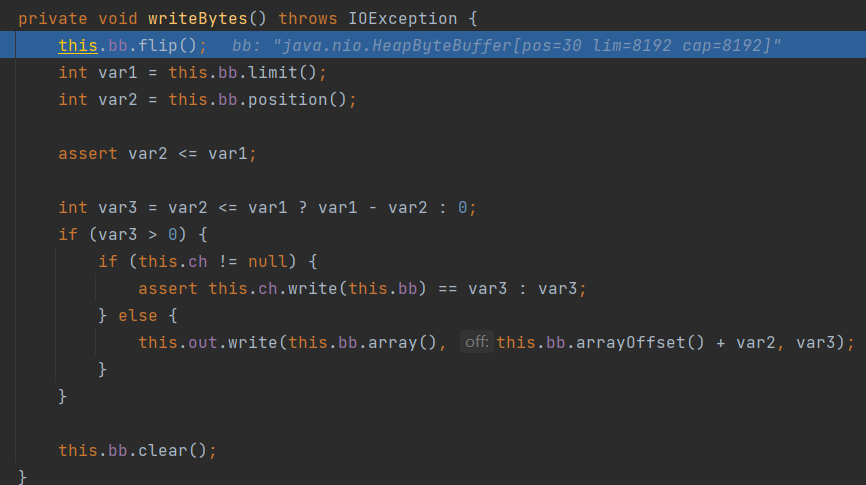 private void writeBytes() throws IOException {
    this.bb.flip();   bb: "java.nio.HeapByteBuffer[pos=30 lim=8192 cap=8192]"
    int var1 = this.bb.limit();
    int var2 = this.bb.position();

    assert var2 <= var1;

    int var3 = var2 <= var1 ? var1 - var2 : 0;
    if (var3 > 0) {
        if (this.ch != null) {
            assert this.ch.write(this.bb) == var3 : var3;
        } else {
            this.out.write(this.bb.array(), off: this.bb.arrayOffset() + var2, var3);
        }
    }

    this.bb.clear();
}